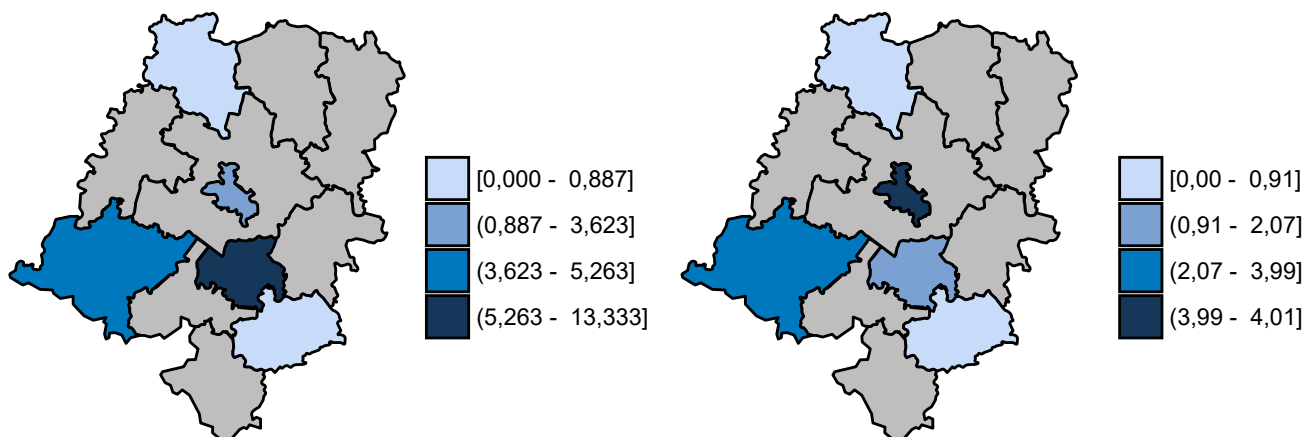 [0,000 - 0,887]
(0,887 - 3,623]
(3,623 - 5,263]
(5,263 - 13,333]
[0,00 - 0,91]
(0,91 - 2,07]
(2,07 - 3,99]
(3,99 - 4,01]